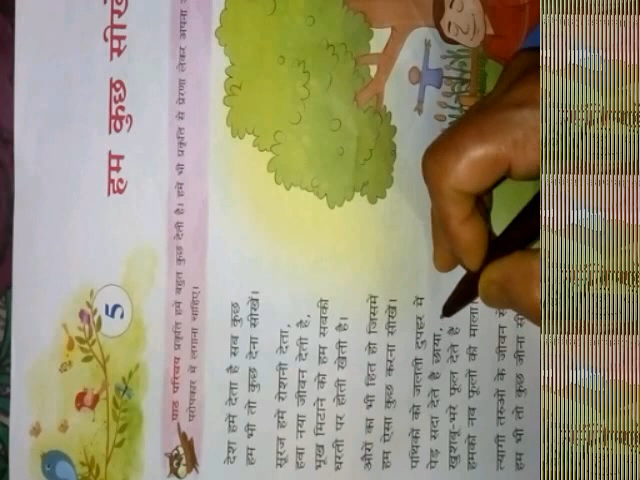 5
हम कुछ सीखें
पाठ परिचय प्रकृति हमें बहुत कुछ देती है। हमें भी प्रकृति से प्रेरणा लेकर अपना
परोपकार में लगाना चाहिए।
देश हमें देता है सब कुछ
हम भी तो कुछ देना सीखें।
सूरज हमें रोशनी देता,
हवा नया जीवन देती है,
भूख मिटाने को हम सबकी
धरती पर होती खेती है।
औरों का भी हित हो जिसमें
हम ऐसा कुछ करना सीखें।
पथिकों को जलती दुपहर में
पेड़ सदा देते हैं छाया,
खुशबू-भरे फूल देते हैं
हमको नव फूलों की माला,
त्यागी तरुओं के जीवन से
हम भी तो कुछ जीना